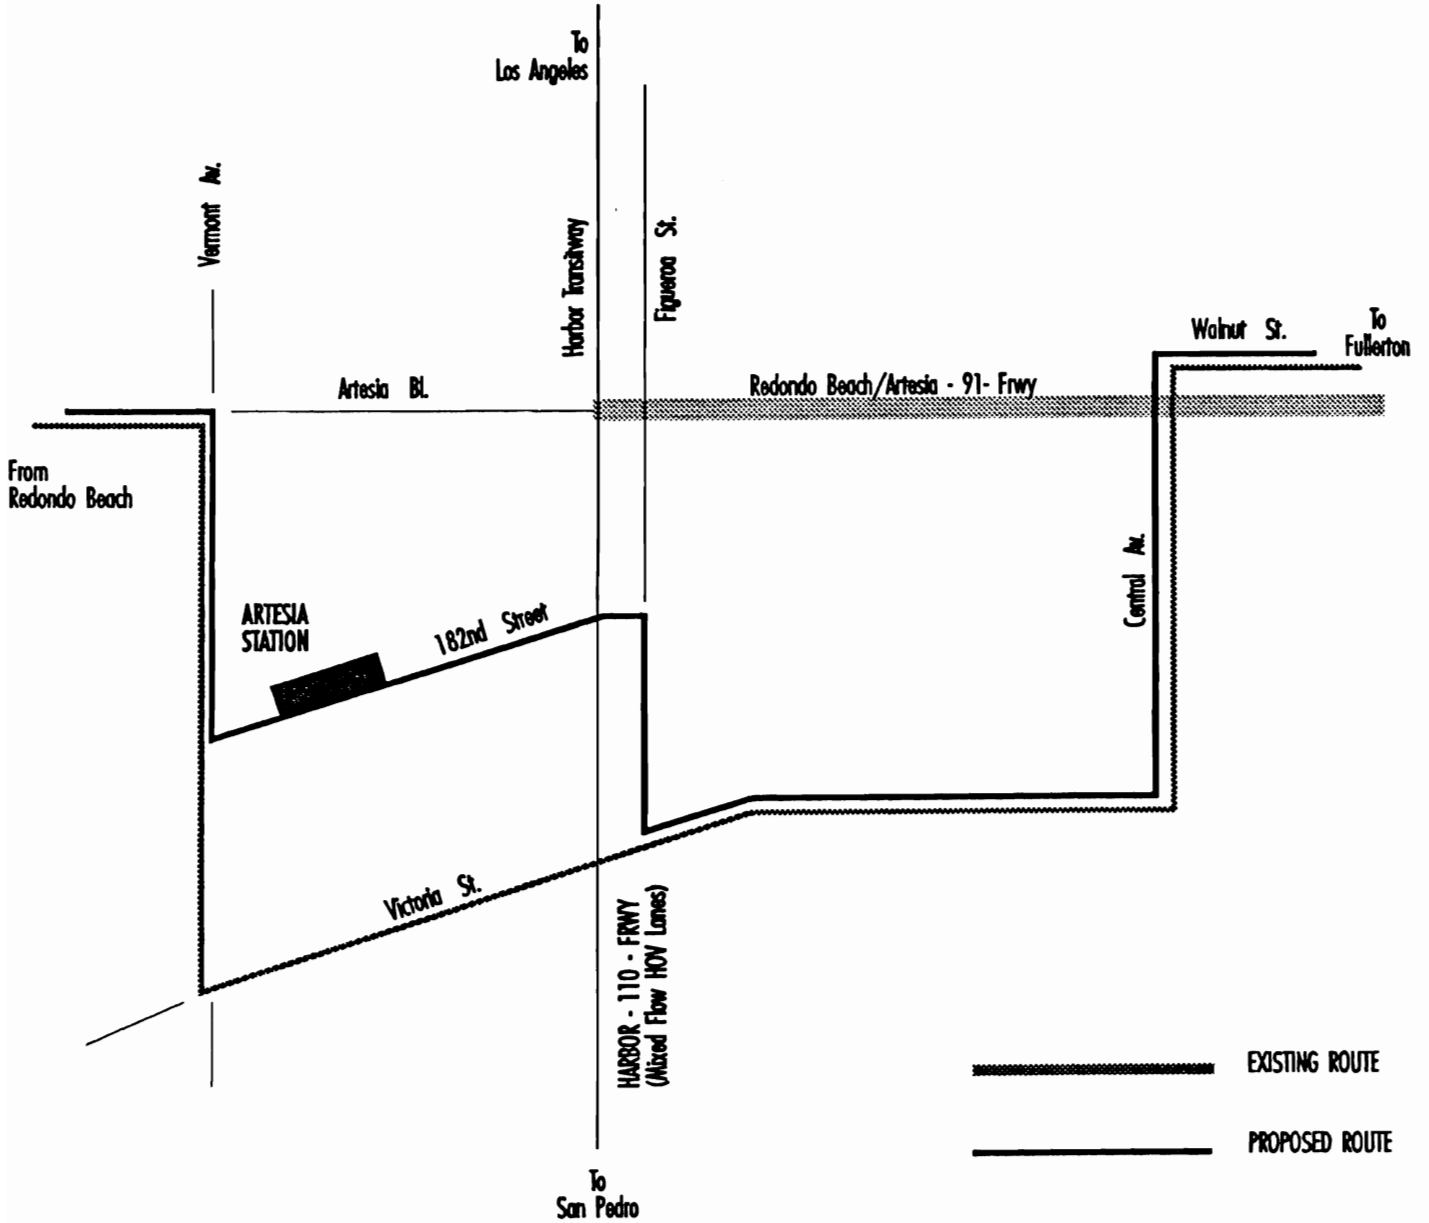 To
Los Angeles
Vermont Av.
Harbor Transitway
Figueroa St.
Walnut St.
To
Fullerton
Artesia Bl.
Redondo Beach/Artesia - 91- Frwy
From
Redondo Beach
Central Av.
ARTESIA
STATION
182nd Street
Victoria St.
HARBOR - 110 - FRWY
(Mixed Flow HOV Lanes)
EXISTING ROUTE
PROPOSED ROUTE
To
San Pedro